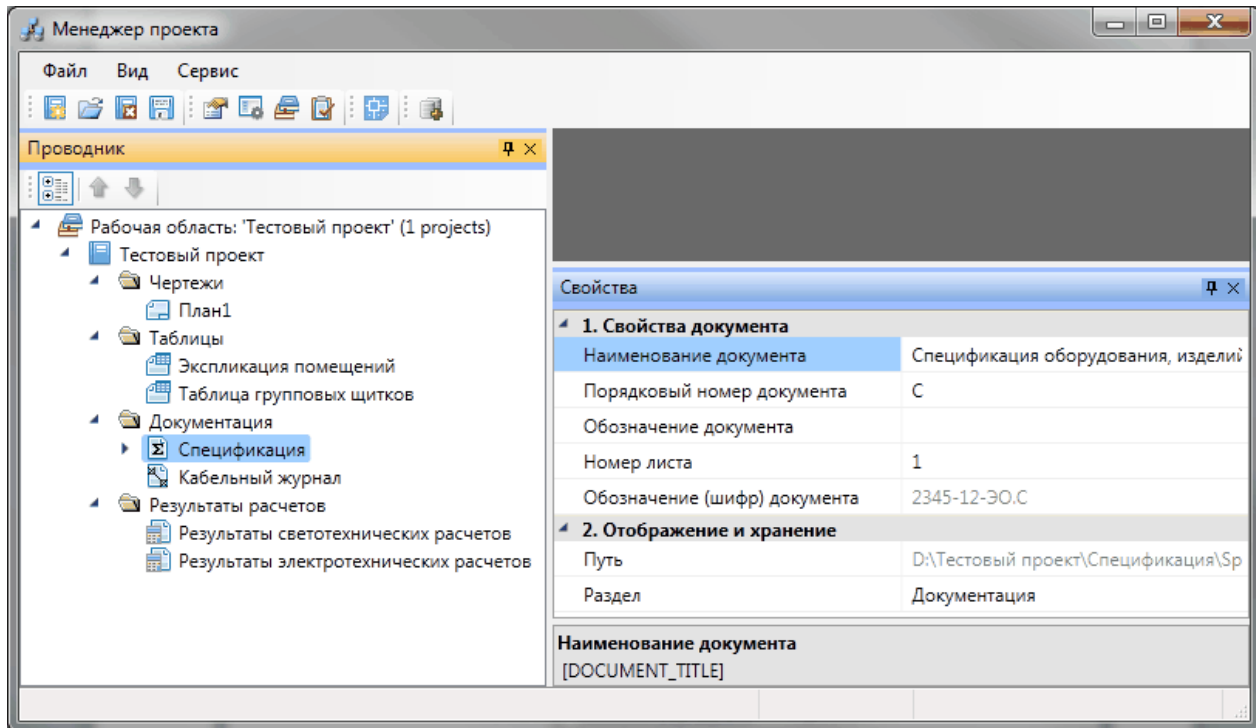 Менеджер проекта
Файл Вид Сервис
Проводник
Рабочая область: 'Тестовый проект' (1 projects)
Тестовый проект
Чертежи
План1
Таблицы
Экспликация помещений
Таблица групповых щитков
Документация
Спецификация
Кабельный журнал
Результаты расчетов
Результаты светотехнических расчетов
Результаты электротехнических расчетов
Свойства
1. Свойства документа
Наименование документа Спецификация оборудования, изделий
Порядковый номер документа С
Обозначение документа
Номер листа 1
Обозначение (шифр) документа 2345-12-ЭО.С
2. Отображение и хранение
Путь D:\Тестовый проект\Спецификация\Sp
Раздел Документация
Наименование документа
[DOCUMENT_TITLE]